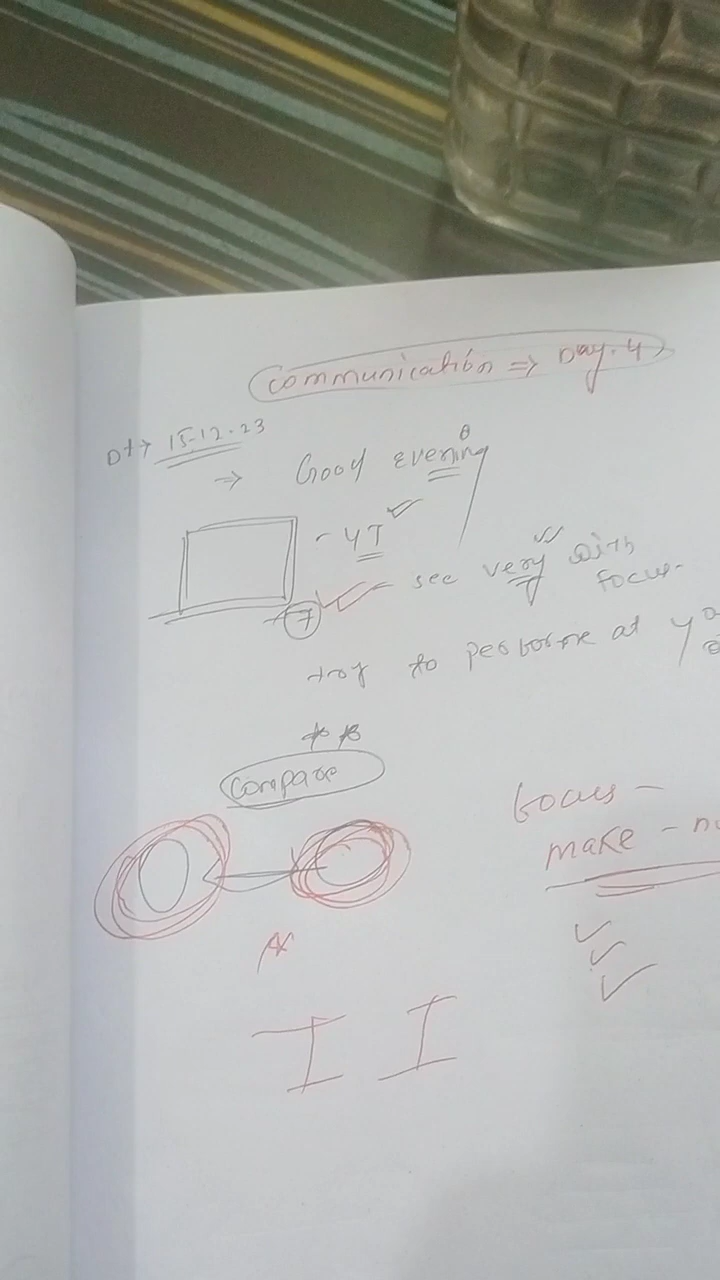 Communication => Day.4
Dt-> 15-12-23
=> Good evening
- YT
7 see very with
focus-
try to perborme at
Compare
focus -
make -
I I